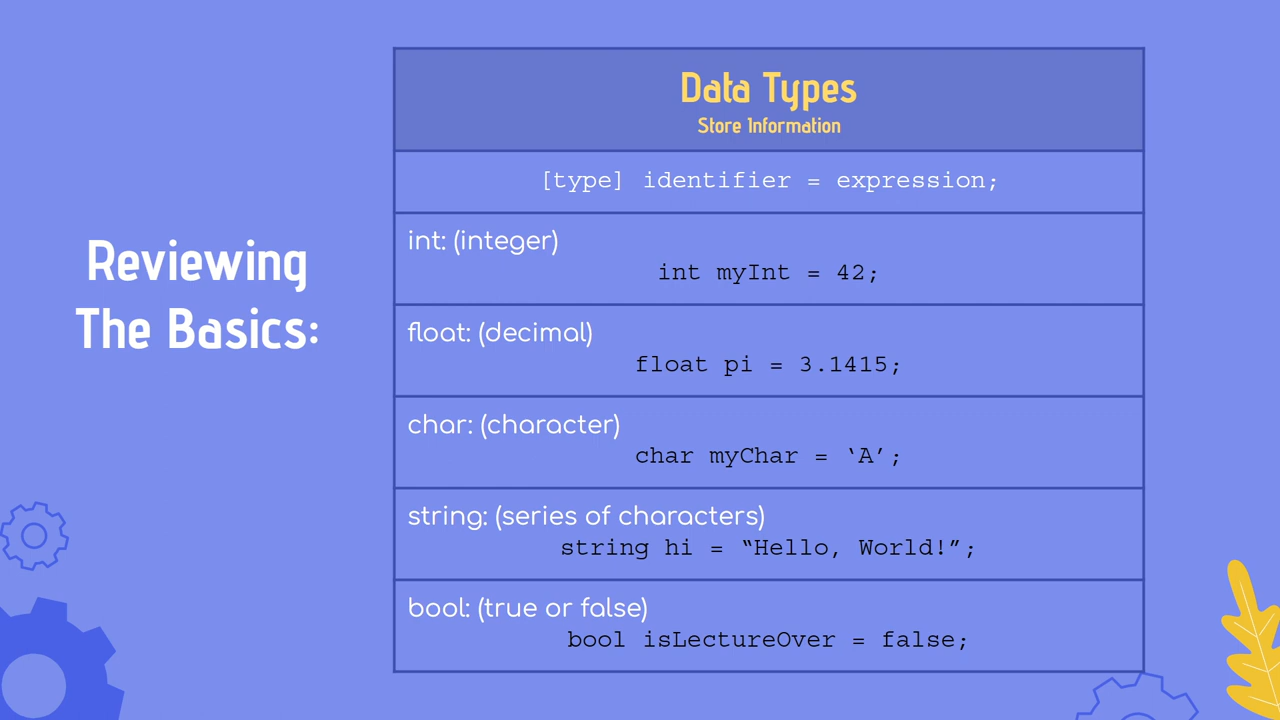 Reviewing
The Basics:
Data Types
Store Information
[type] identifier = expression;
int: (integer)
int myInt = 42;
float: (decimal)
float pi = 3.1415;
char: (character)
char myChar = ‘A’;
string: (series of characters)
string hi = “Hello, World!”;
bool: (true or false)
bool isLectureOver = false;